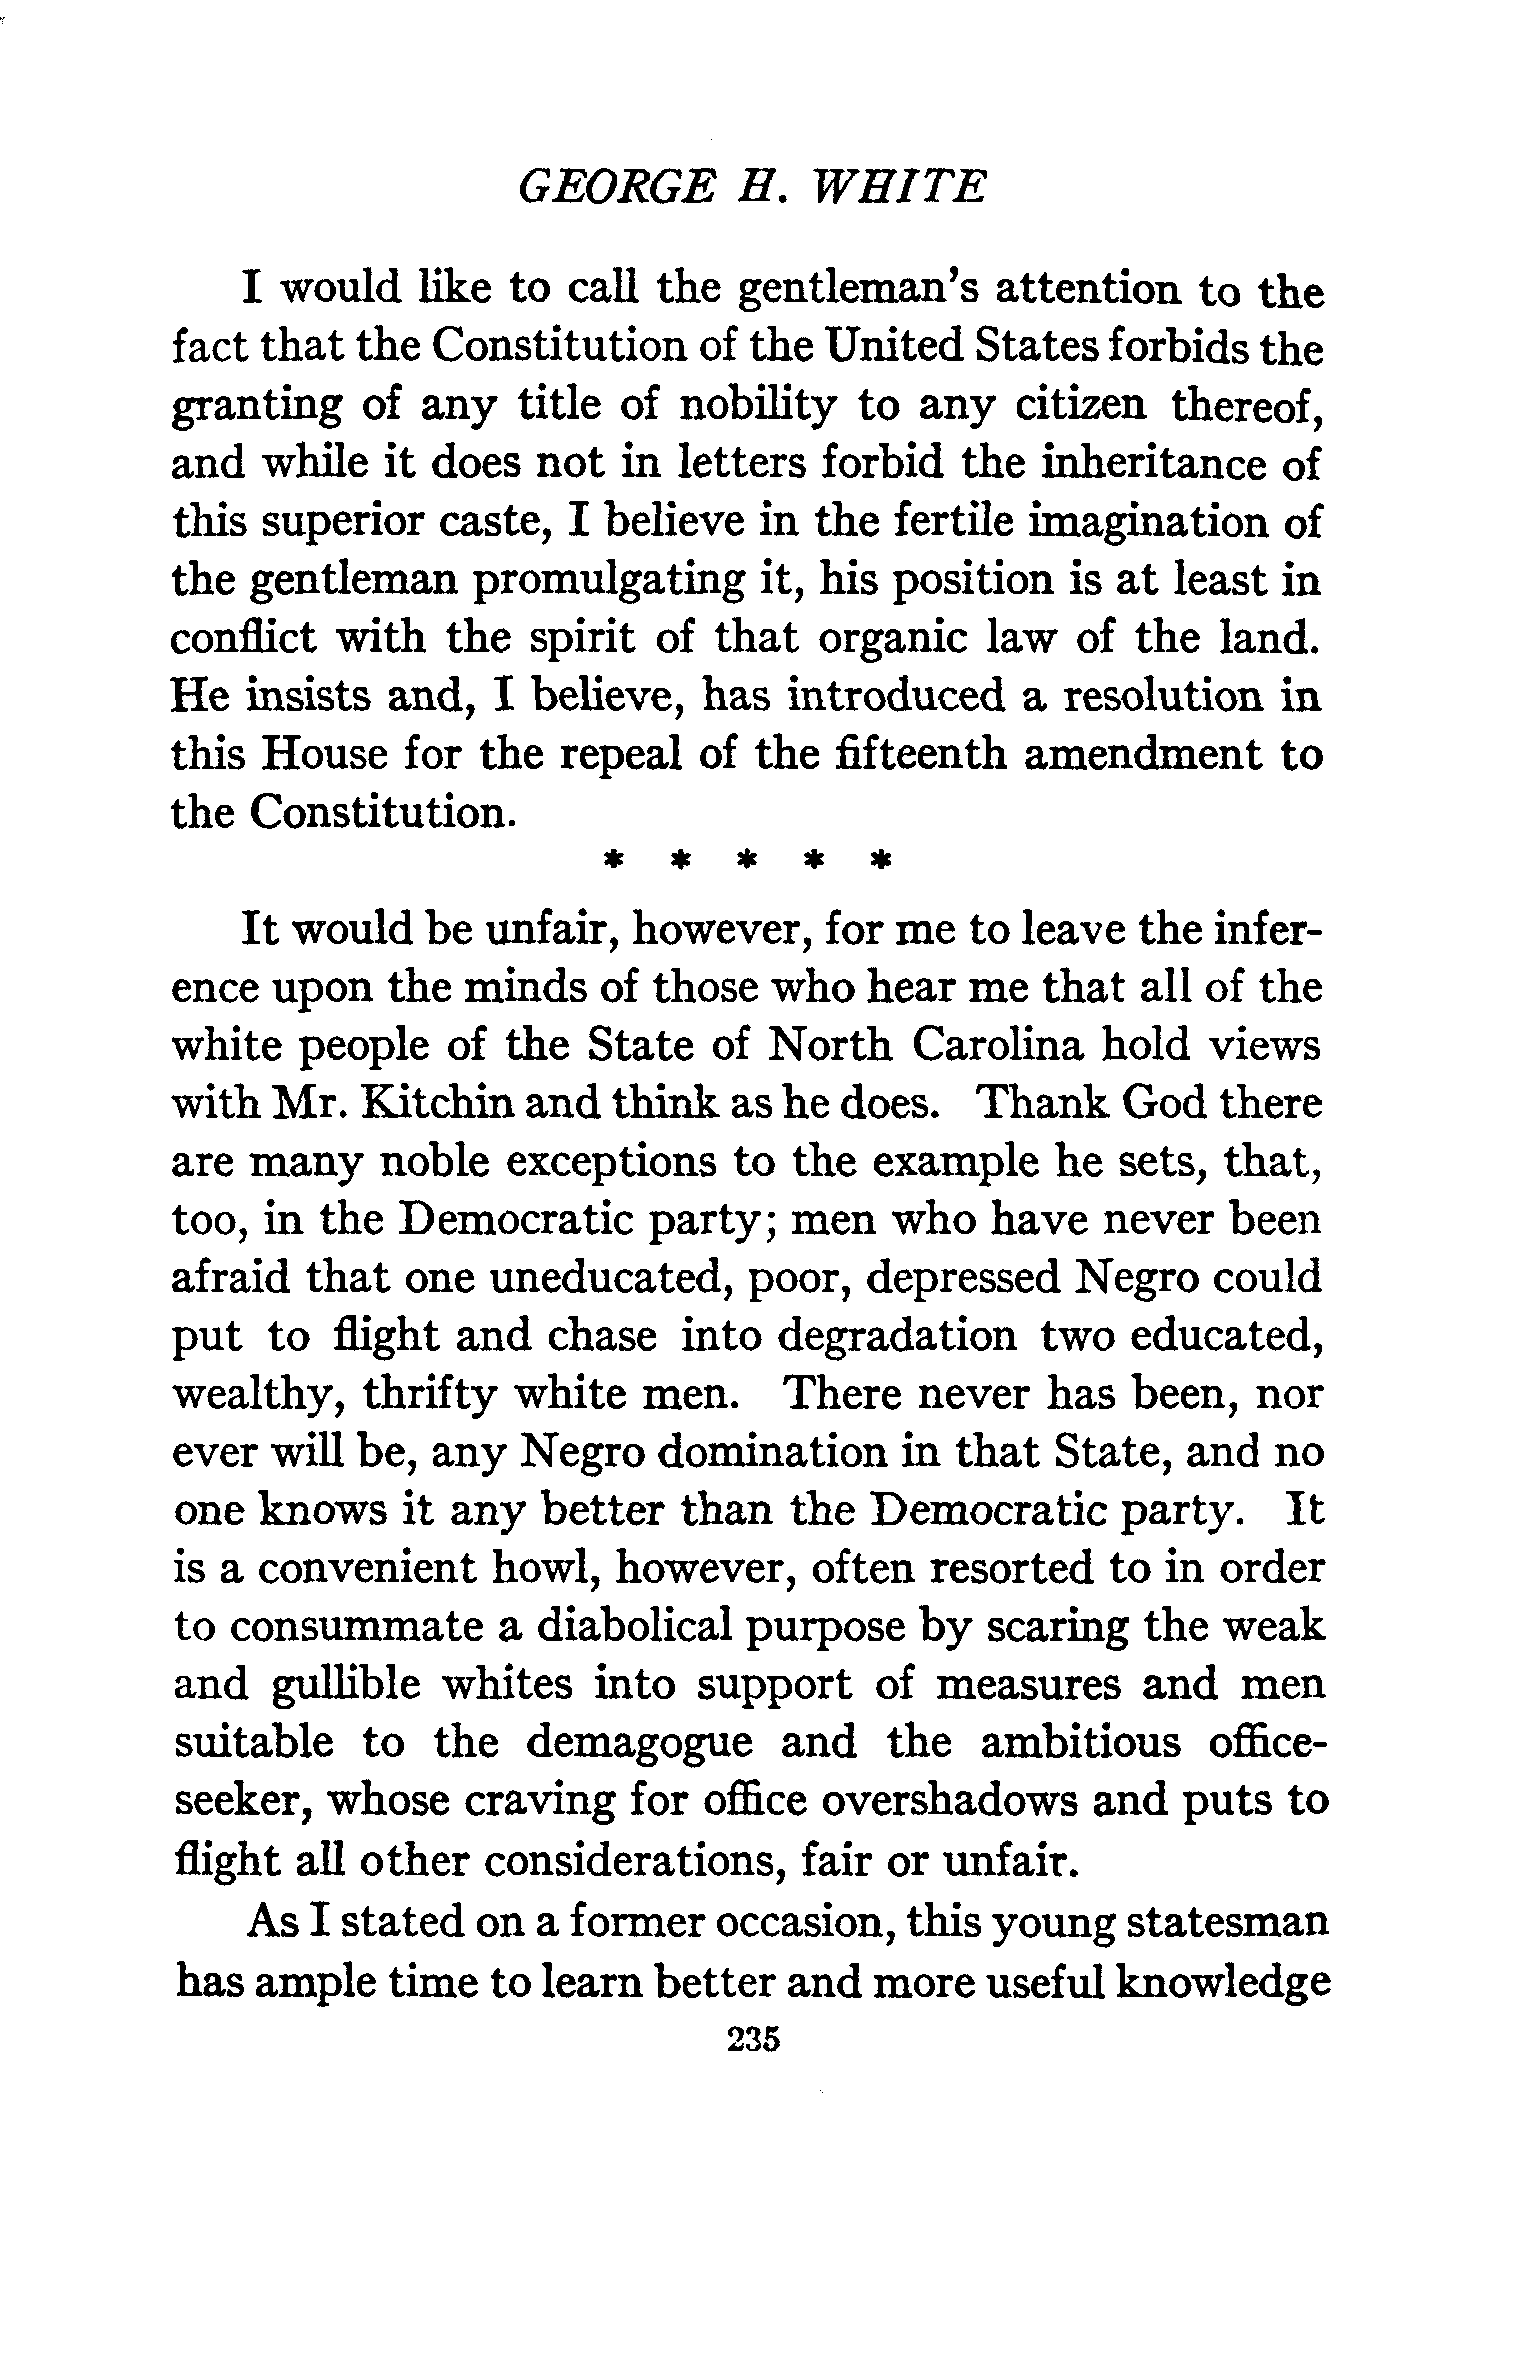 GEORGE H. WHITE
I would like to call the gentleman's attention to the
fact that the Constitution of the United States forbids the
granting of any title of nobility to any citizen thereof,
and while it does not in letters forbid the inheritance of
this superior caste, I believe in the fertile imagination of
the gentleman promulgating it, his position is at least in
conflict with the spirit of that organic law of the land.
He insists and, I believe, has introduced a resolution in
this House for the repeal of the fifteenth amendment to
the Constitution.
* * * * *
It would be unfair, however, for me to leave the infer-
ence upon the minds of those who hear me that all of the
white people of the State of North Carolina hold views
with Mr. Kitchin and think as he does. Thank God there
are many noble exceptions to the example he sets, that,
too, in the Democratic party; men who have never been
afraid that one uneducated, poor, depressed Negro could
put to flight and chase into degradation two educated,
wealthy, thrifty white men. There never has been, nor
ever will be, any Negro domination in that State, and no
one knows it any better than the Democratic party. It
is a convenient howl, however, often resorted to in order
to consummate a diabolical purpose by scaring the weak
and gullible whites into support of measures and men
suitable to the demagogue and the ambitious office-
seeker, whose craving for office overshadows and puts to
flight all other considerations, fair or unfair.
As I stated on a former occasion, this young statesman
has ample time to learn better and more useful knowledge
235